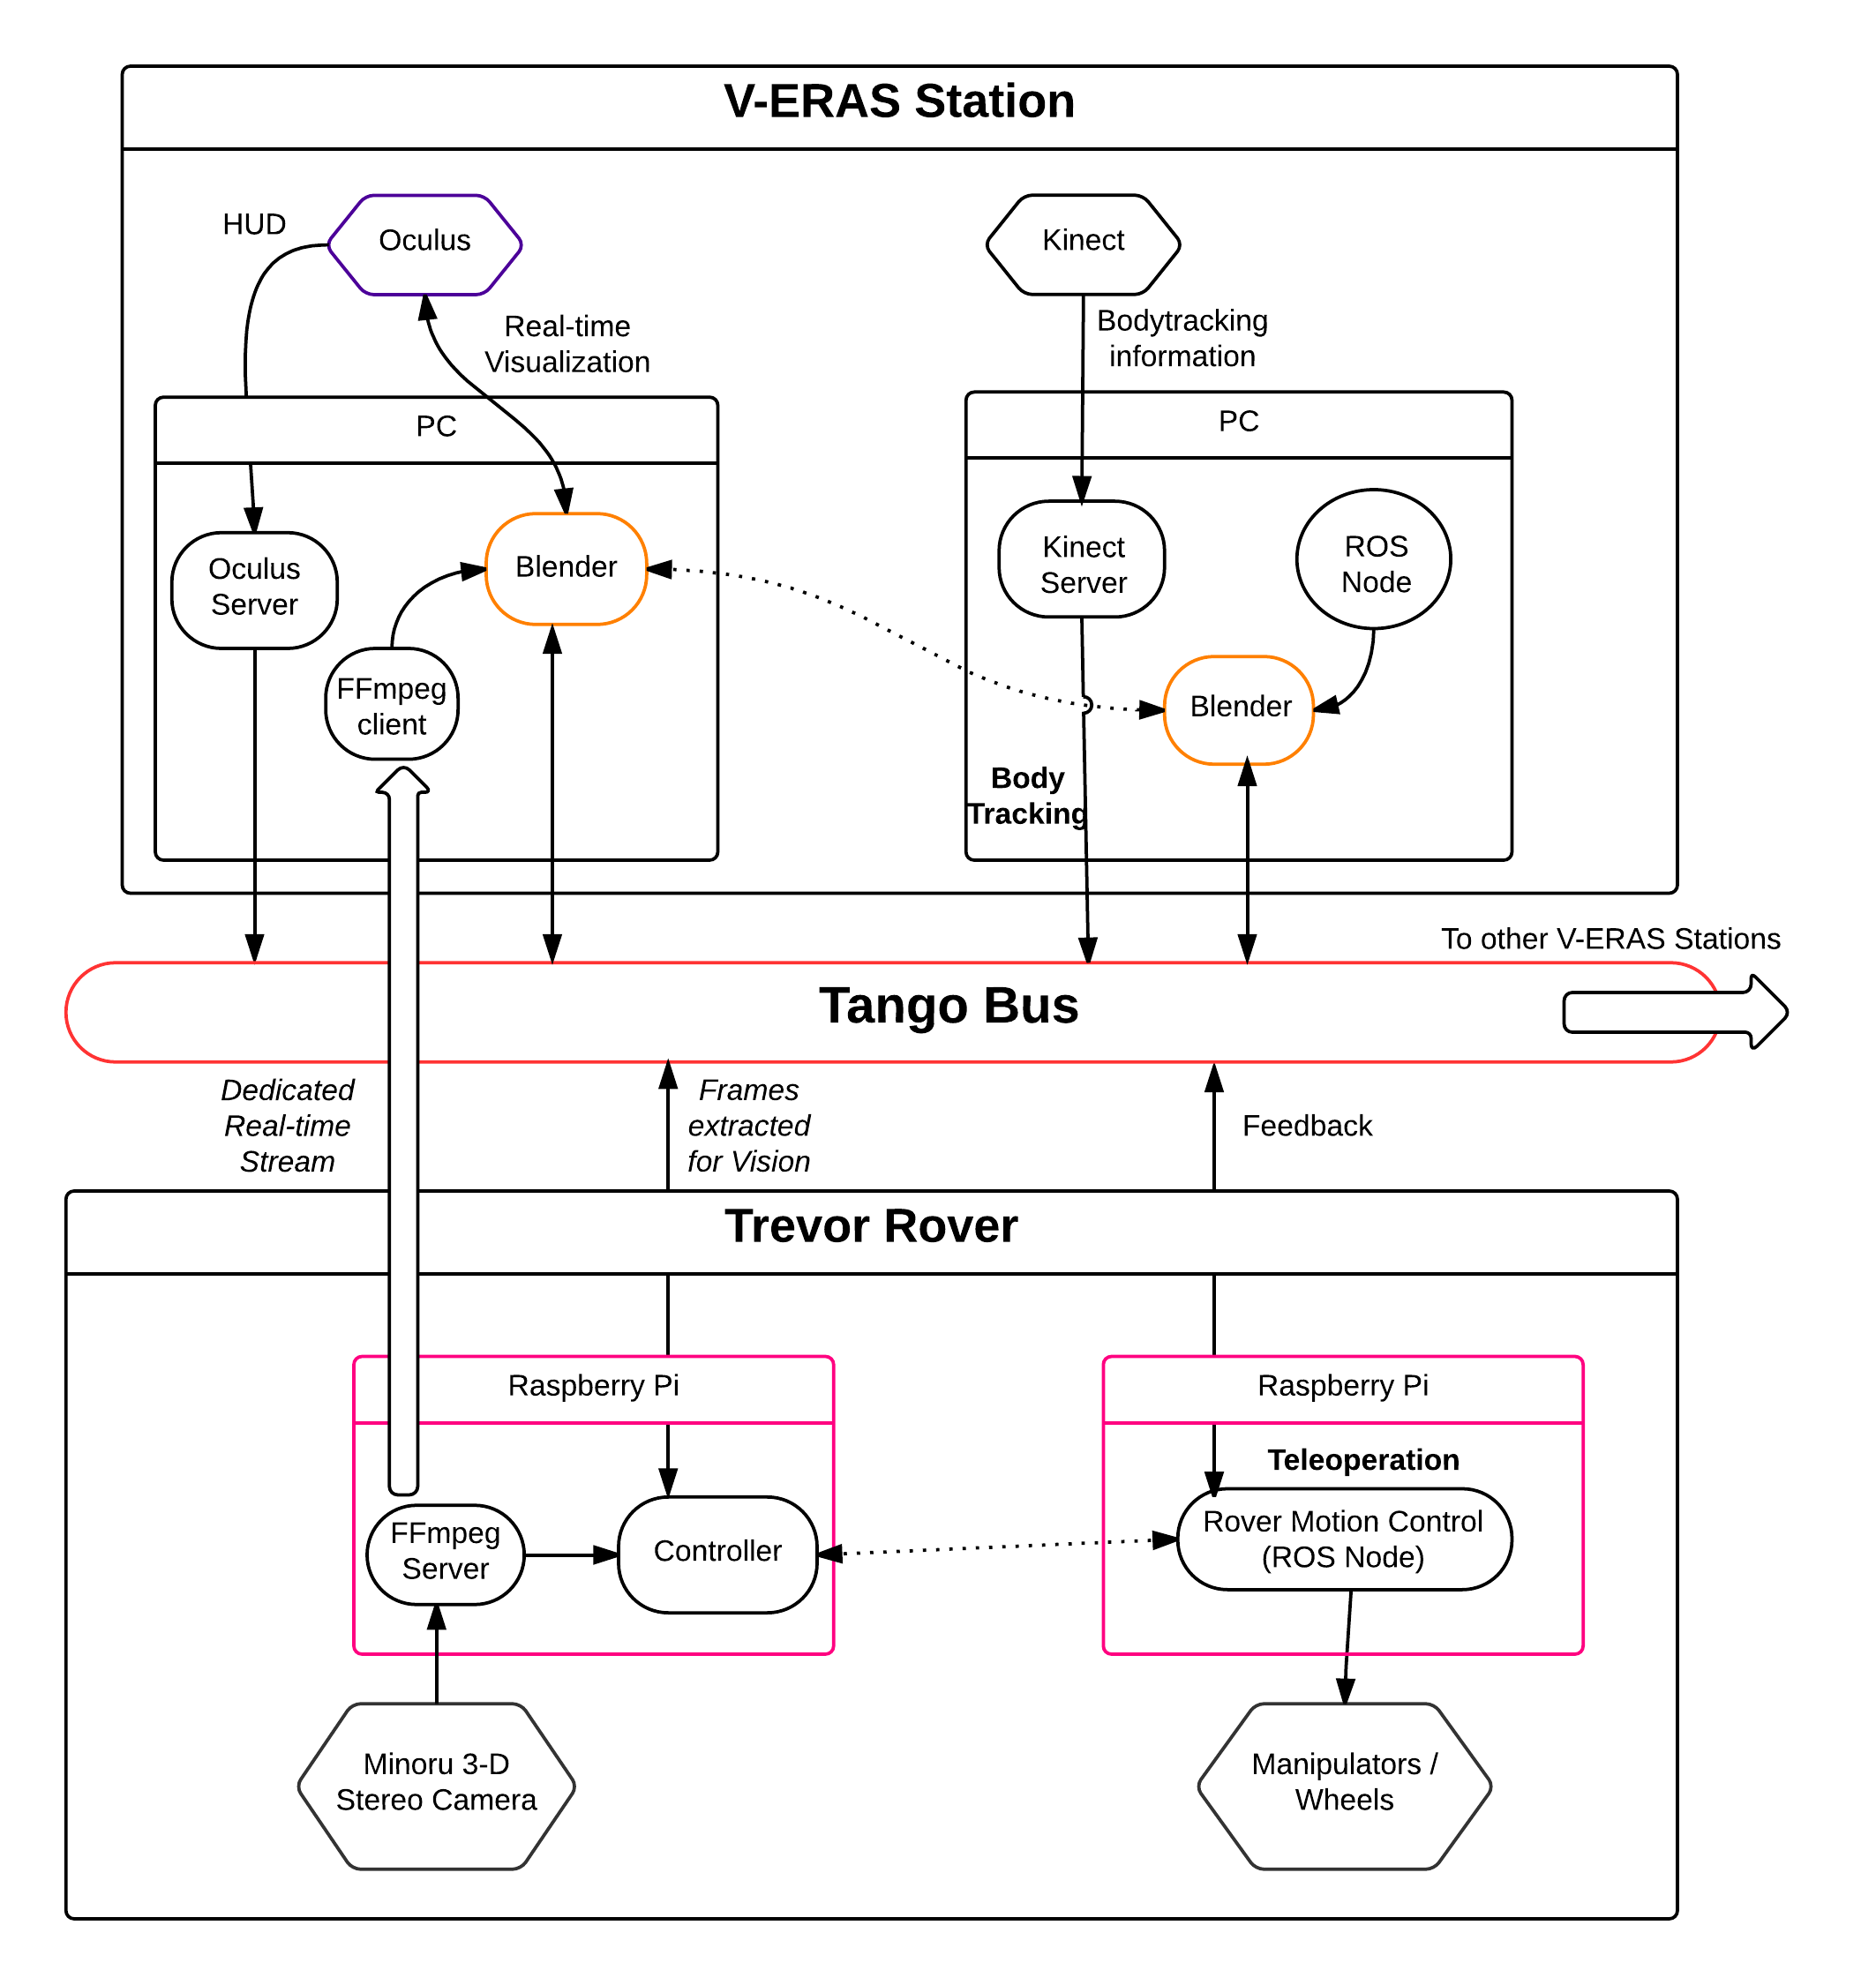 V-ERAS Station
HUD
Oculus
Kinect
Real-time
Visualization
Bodytracking
information
PC
PC
Oculus
Server
Blender
FFmpeg
client
Kinect
Server
ROS
Node
Blender
Body
Tracking
To other V-ERAS Stations
Tango Bus
Dedicated
Real-time
Stream
Frames
extracted
for Vision
Feedback
Trevor Rover
Raspberry Pi
Raspberry Pi
Teleoperation
FFmpeg
Server
Controller
Rover Motion Control
(ROS Node)
Minoru 3-D
Stereo Camera
Manipulators /
Wheels